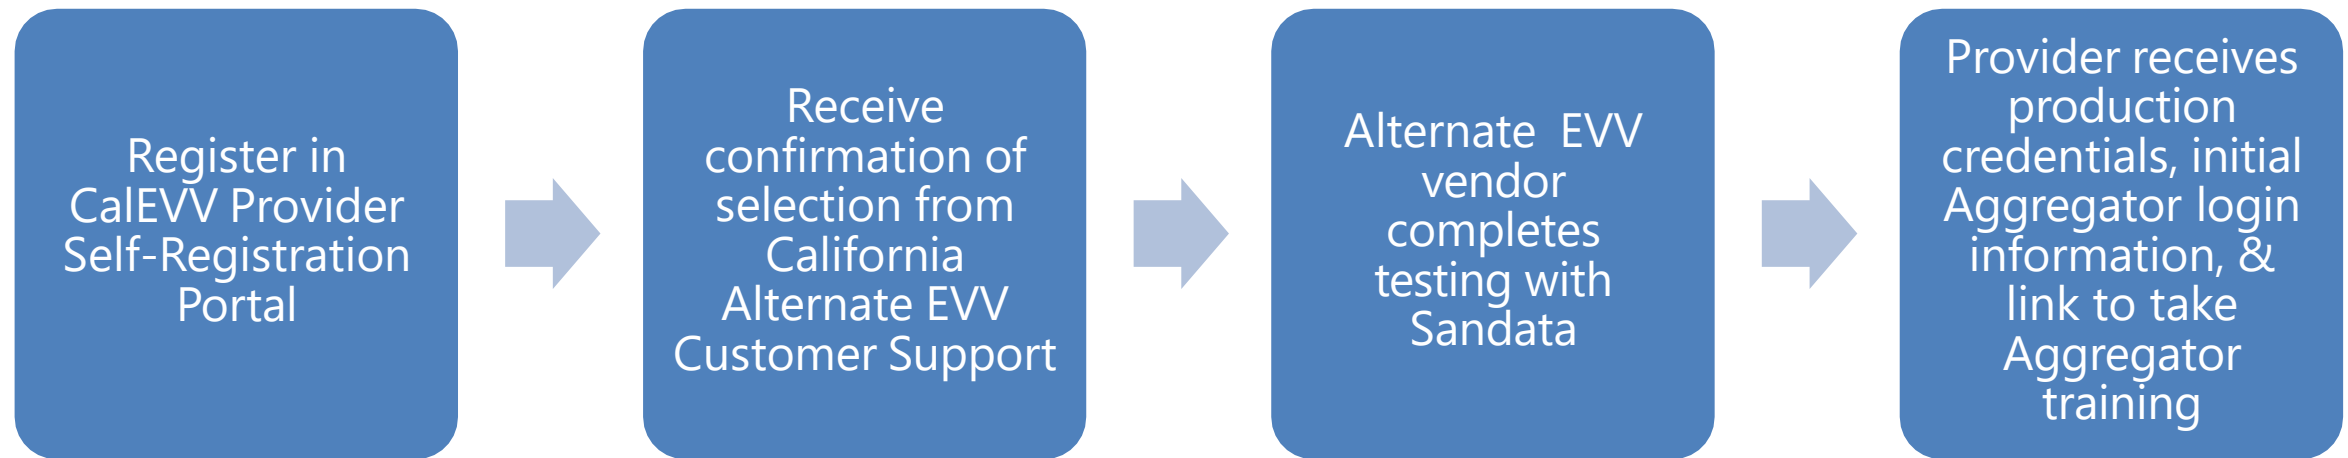 Register in
CalEVV Provider
Self-Registration
Portal
Receive
confirmation of
selection from
California
Alternate EVV
Customer Support
Alternate  EVV
vendor
completes
testing with
Sandata
Provider receives
production
credentials, initial
Aggregator login
information, &
link to take
Aggregator
training